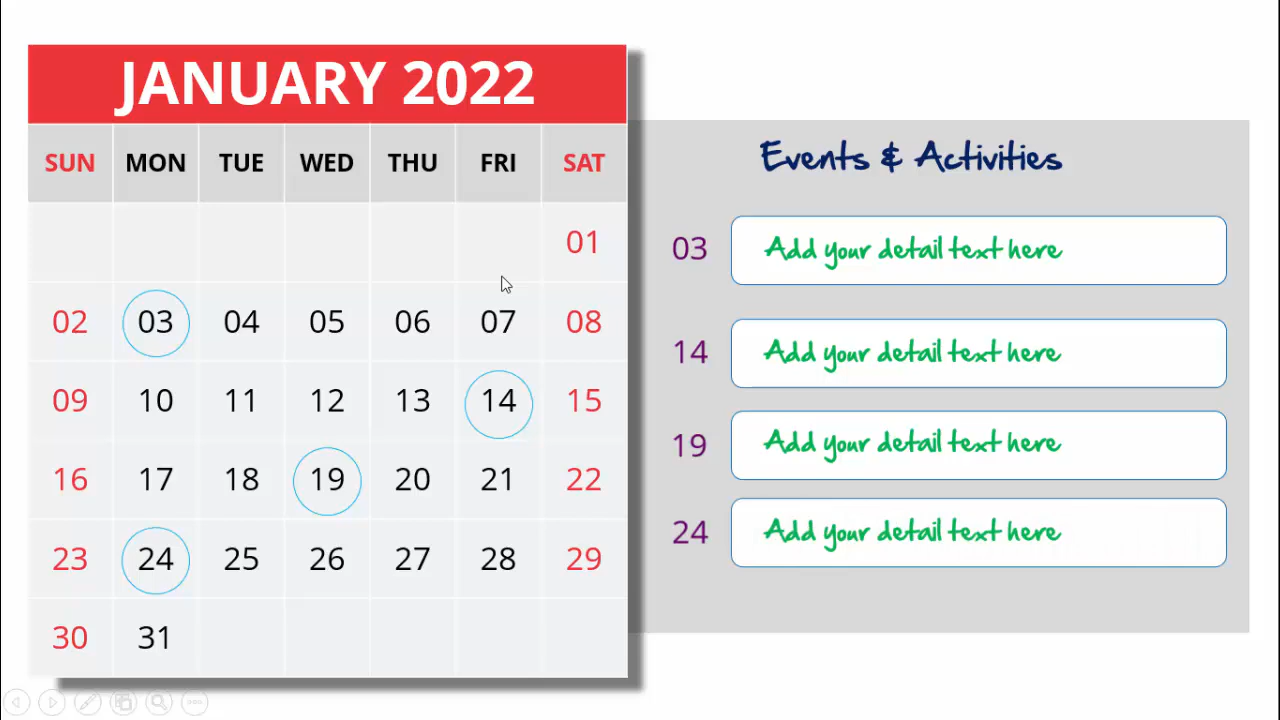 JANUARY 2022
SUN MON TUE WED THU FRI SAT
01
02 03 04 05 06 07 08
09 10 11 12 13 14 15
16 17 18 19 20 21 22
23 24 25 26 27 28 29
30 31
Events & Activities
03 Add your detail text here
14 Add your detail text here
19 Add your detail text here
24 Add your detail text here